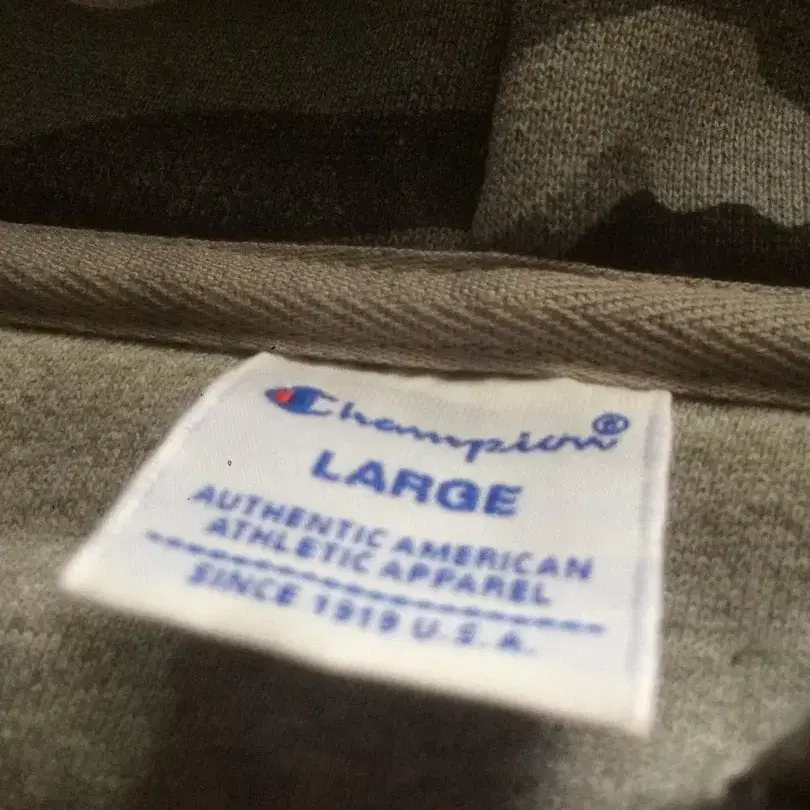 Champion®
LARGE
AUTHENTIC AMERICAN
ATHLETIC APPAREL
SINCE 1919 U.S.A.